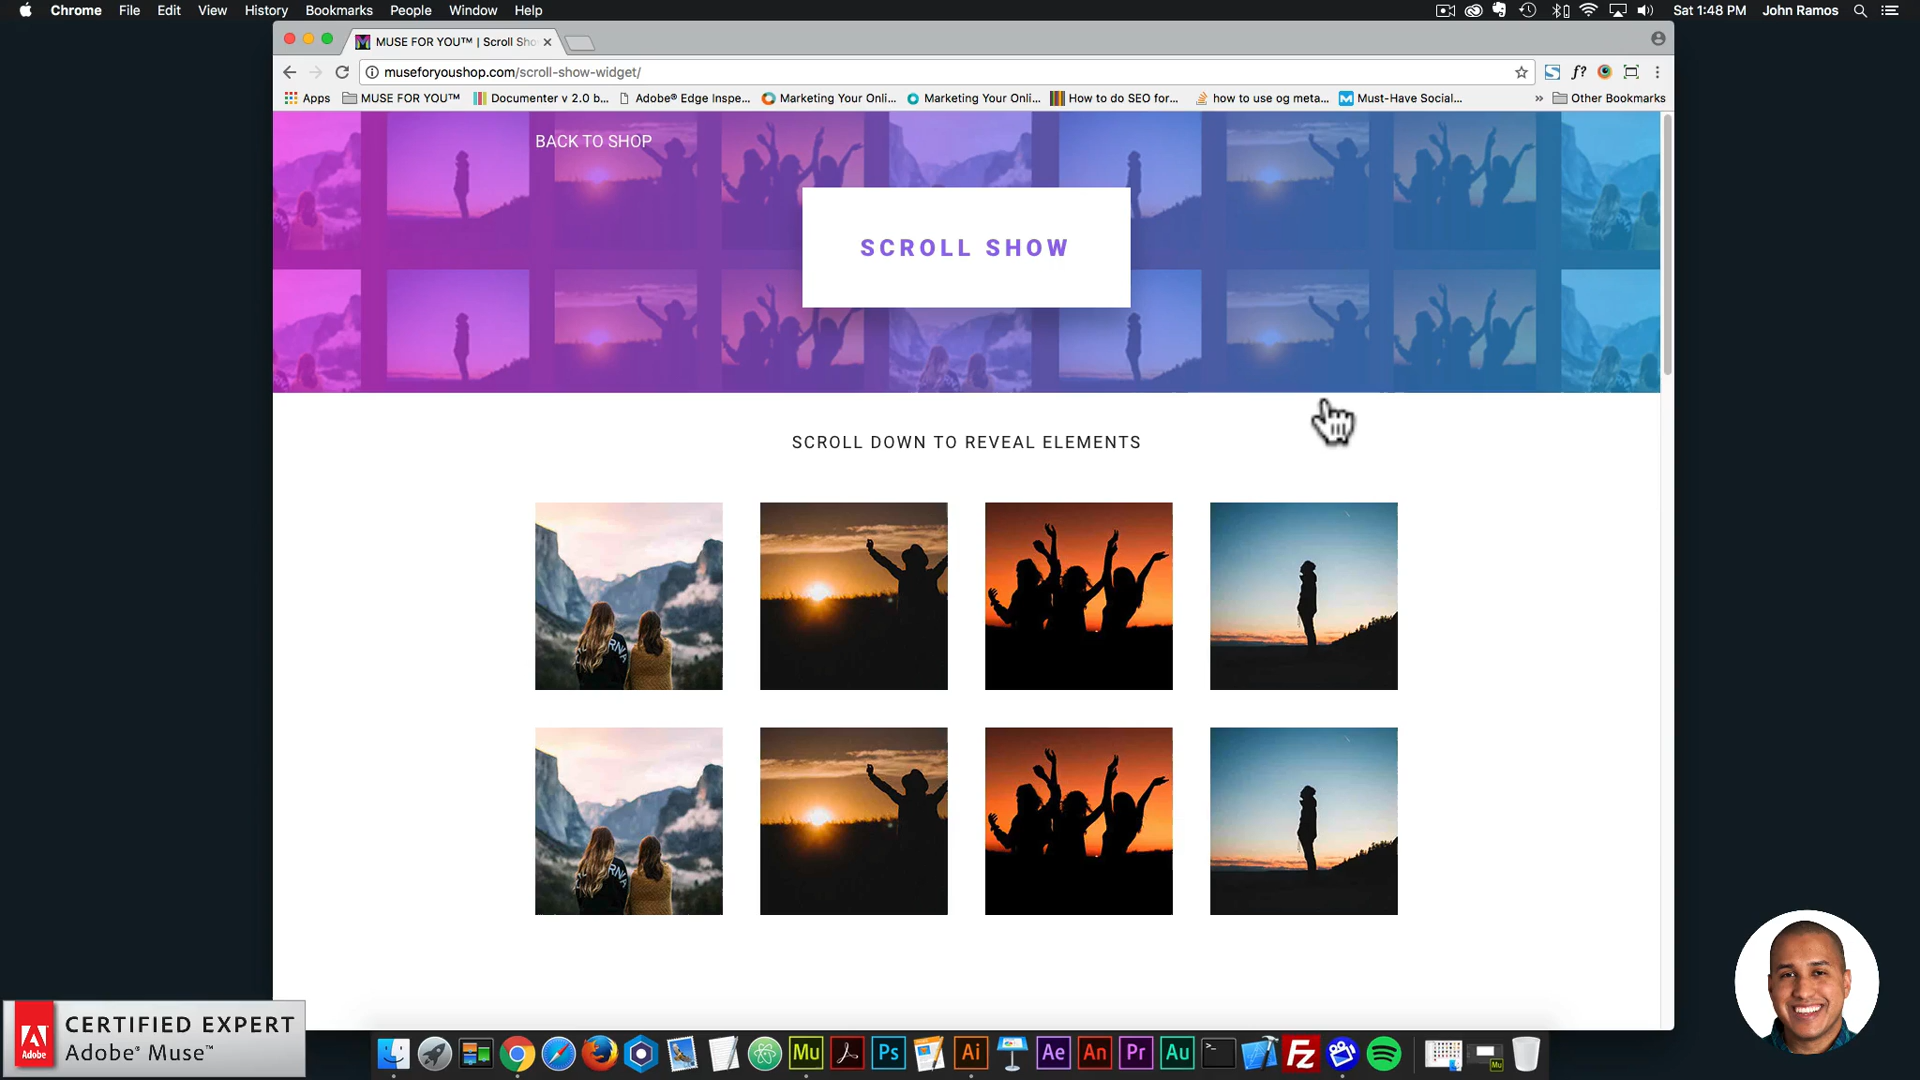 Chrome File Edit View History Bookmarks People Window Help
Sat 1:48 PM John Ramos
MUSE FOR YOU™ | Scroll Sho
museforyoushop.com/scroll-show-widget/
f?
Apps MUSE FOR YOU™ Documenter v 2.0 b... Adobe® Edge Inspe... Marketing Your Onli... Marketing Your Onli... How to do SEO for... how to use og meta... Must-Have Social... » Other Bookmarks
BACK TO SHOP
SCROLL SHOW
SCROLL DOWN TO REVEAL ELEMENTS
CERTIFIED EXPERT
Adobe® Muse™
Adobe
Mu Ps Ai Ae An Pr Au Fz